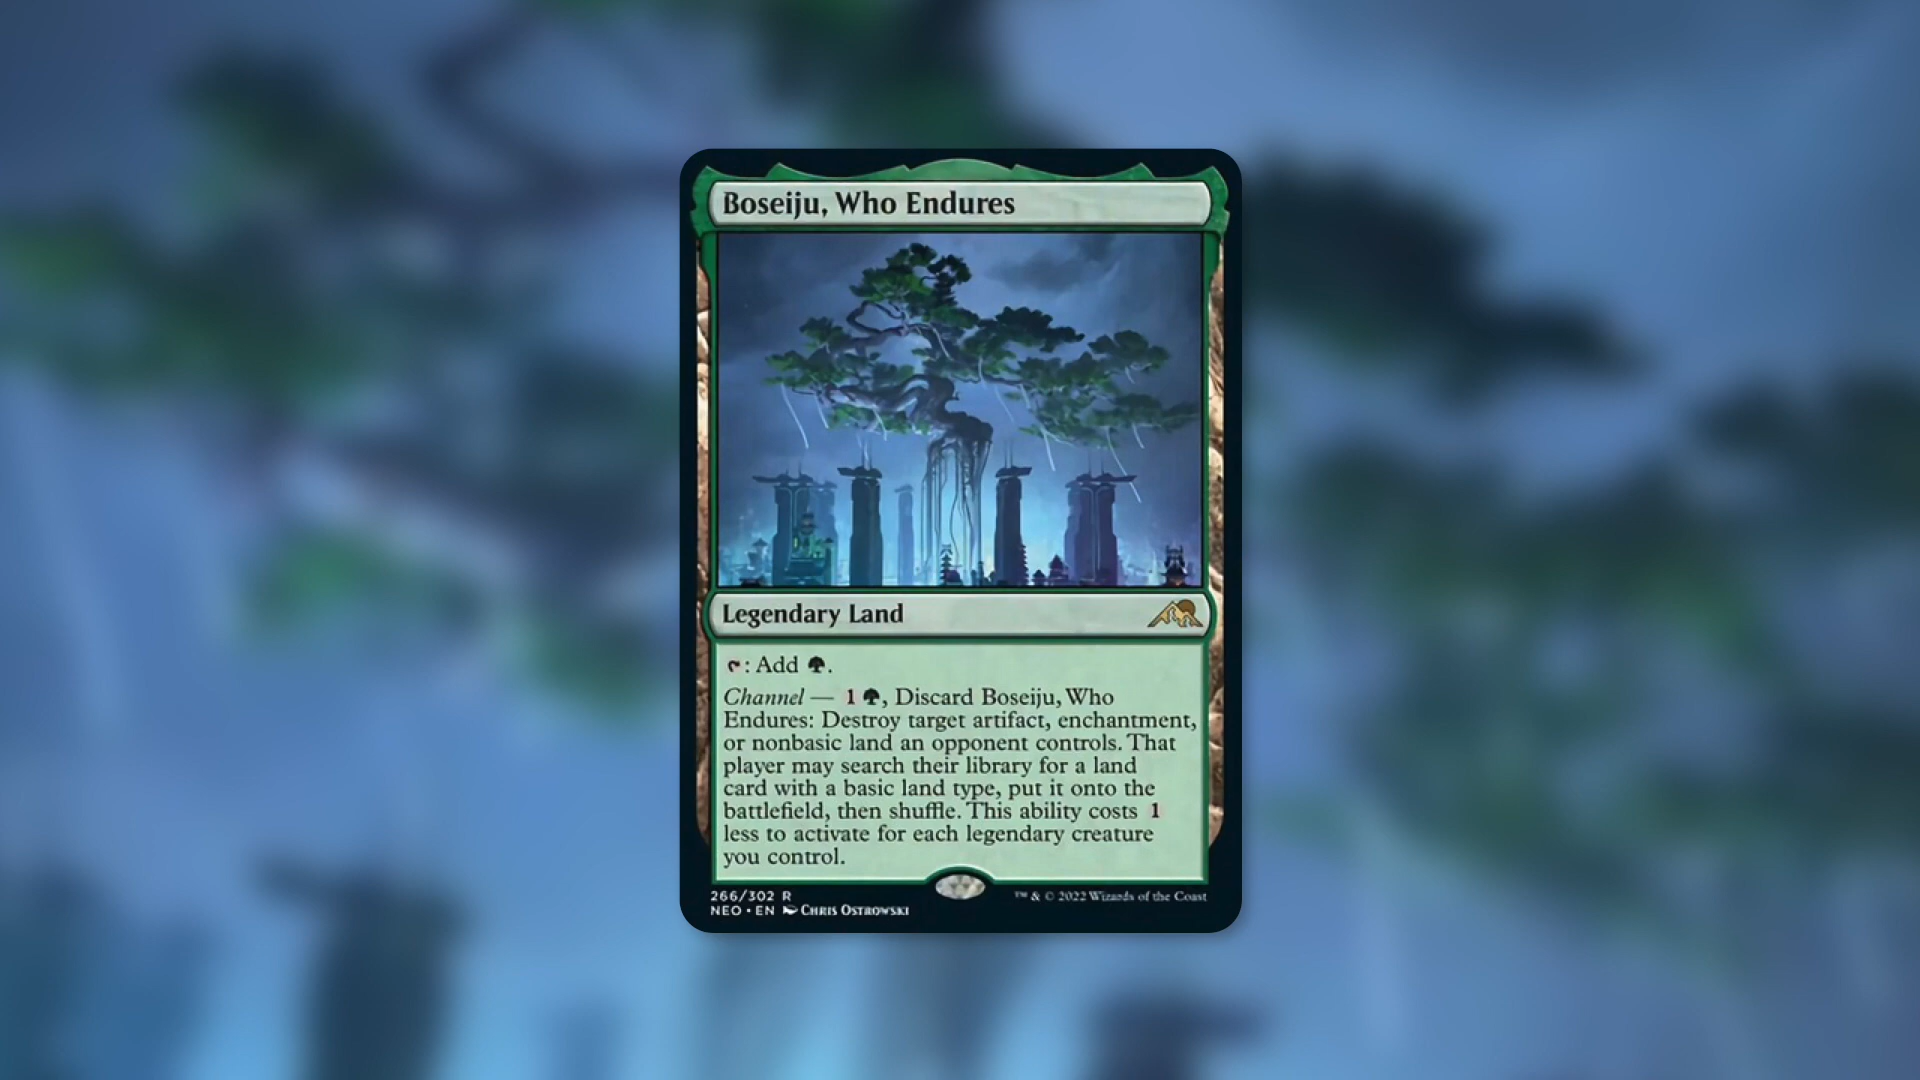 Boseiju, Who Endures
Legendary Land
: Add .
Channel — 1 , Discard Boseiju, Who
Endures: Destroy target artifact, enchantment,
or nonbasic land an opponent controls. That
player may search their library for a land
card with a basic land type, put it onto the
battlefield, then shuffle. This ability costs 1
less to activate for each legendary creature
you control.
266/302 R
NEO • EN Chris Ostrowski
™ & © 2022 Wizards of the Coast